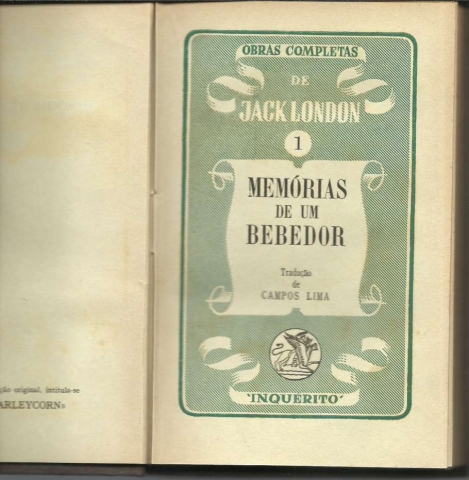 ção original, intitula-se
ARLEYCORN»
OBRAS COMPLETAS
DE
JACK LONDON
1
MEMÓRIAS
DE UM
BEBEDOR
Tradução
de
CAMPOS LIMA
'INQUÉRITO'